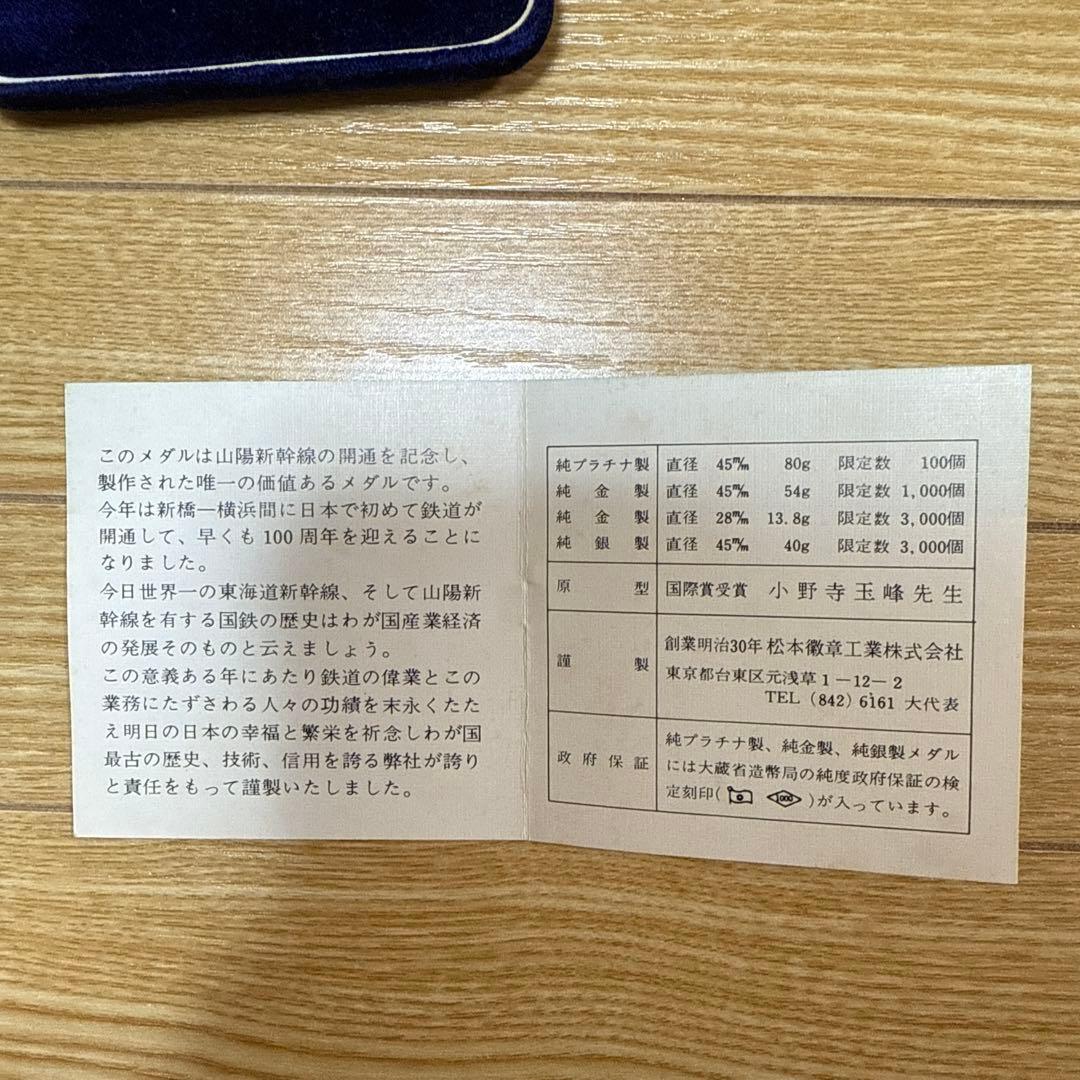 このメダルは山陽新幹線の開通を記念し、
製作された唯一の価値あるメダルです。
今年は新橋―横浜間に日本で初めて鉄道が
開通して、早くも100周年を迎えることに
なりました。
今日世界一の東海道新幹線、そして山陽新
幹線を有する国鉄の歴史はわが国産業経済
の発展そのものと云えましょう。
この意義ある年にあたり鉄道の偉業とこの
業務にたずさわる人々の功績を末永くたた
え明日の日本の幸福と繁栄を祈念しわが国
最古の歴史、技術、信用を誇る弊社が誇り
と責任をもって謹製いたしました。
純プラチナ製 直径 45㎜ 80g 限定数 100個
純金製 直径 45㎜ 54g 限定数 1,000個
純金製 直径 28㎜ 13.8g 限定数 3,000個
純銀製 直径 45㎜ 40g 限定数 3,000個
原型 国際賞受賞 小野寺玉峰先生
謹製 創業明治30年 松本徽章工業株式会社
東京都台東区元浅草1－12－2
TEL (842) 6161 大代表
政府保証 純プラチナ製、純金製、純銀製メダル
には大蔵省造幣局の純度政府保証の検
定刻印( 1000 )が入っています。